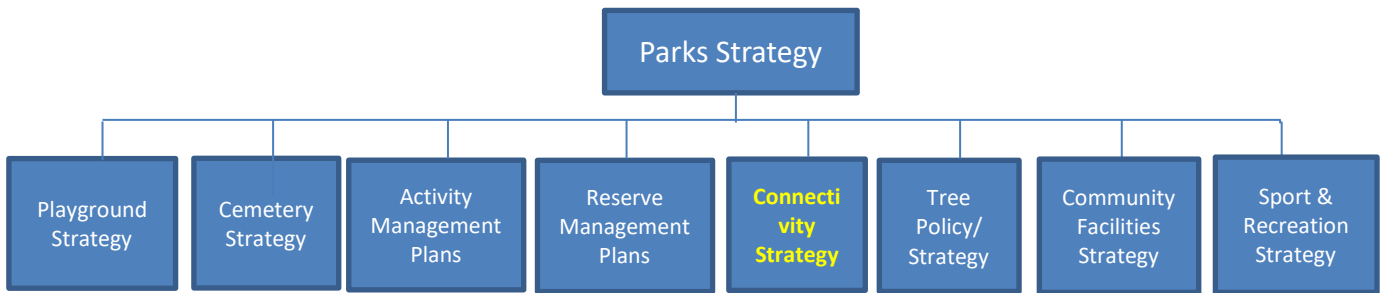 Parks Strategy
Playground
Strategy
Cemetery
Strategy
Activity
Management
Plans
Reserve
Management
Plans
Connecti
vity
Strategy
Tree
Policy/
Strategy
Community
Facilities
Strategy
Sport &
Recreation
Strategy